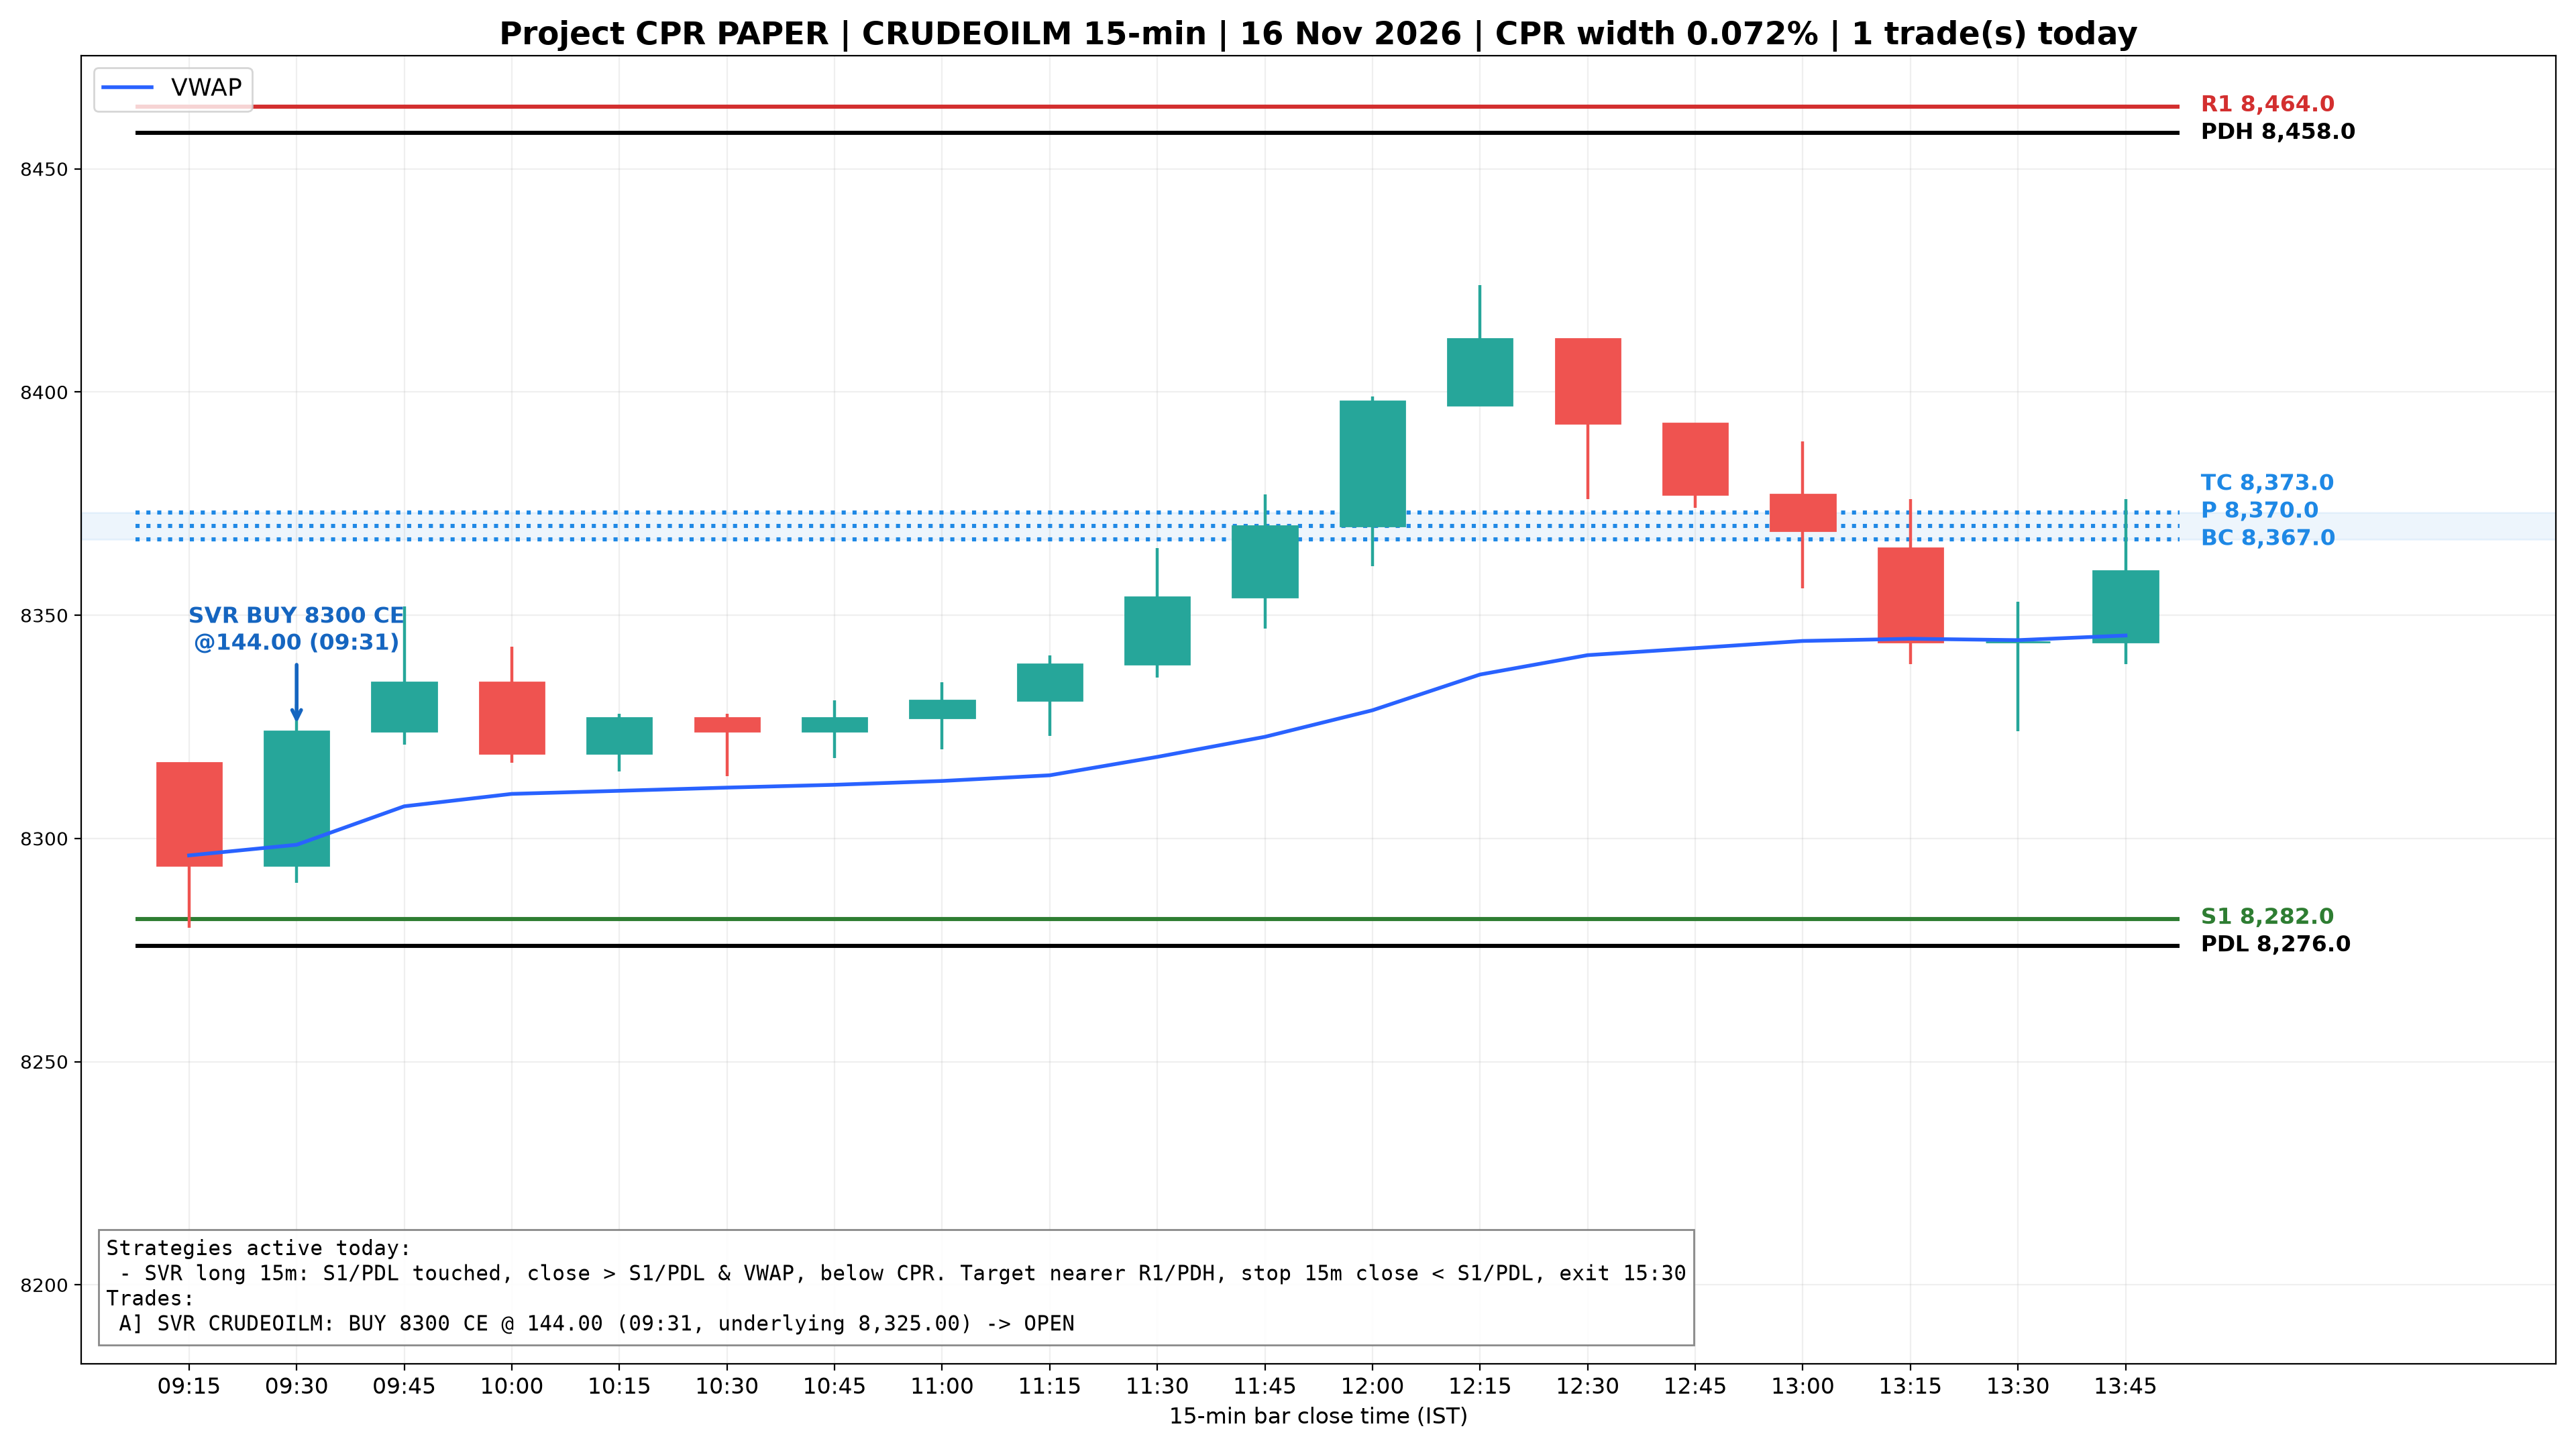 Project CPR PAPER | CRUDEOILM 15-min | 16 Nov 2026 | CPR width 0.072% | 1 trade(s) today
VWAP
R1 8,464.0
PDH 8,458.0
8450
8400
TC 8,373.0
P 8,370.0
BC 8,367.0
8350
SVR BUY 8300 CE
@144.00 (09:31)
8300
S1 8,282.0
PDL 8,276.0
8250
8200
Strategies active today:
- SVR long 15m: S1/PDL touched, close > S1/PDL & VWAP, below CPR. Target nearer R1/PDH, stop 15m close < S1/PDL, exit 15:30
Trades:
A] SVR CRUDEOILM: BUY 8300 CE @ 144.00 (09:31, underlying 8,325.00) -> OPEN
09:15 09:30 09:45 10:00 10:15 10:30 10:45 11:00 11:15 11:30 11:45 12:00 12:15 12:30 12:45 13:00 13:15 13:30 13:45
15-min bar close time (IST)